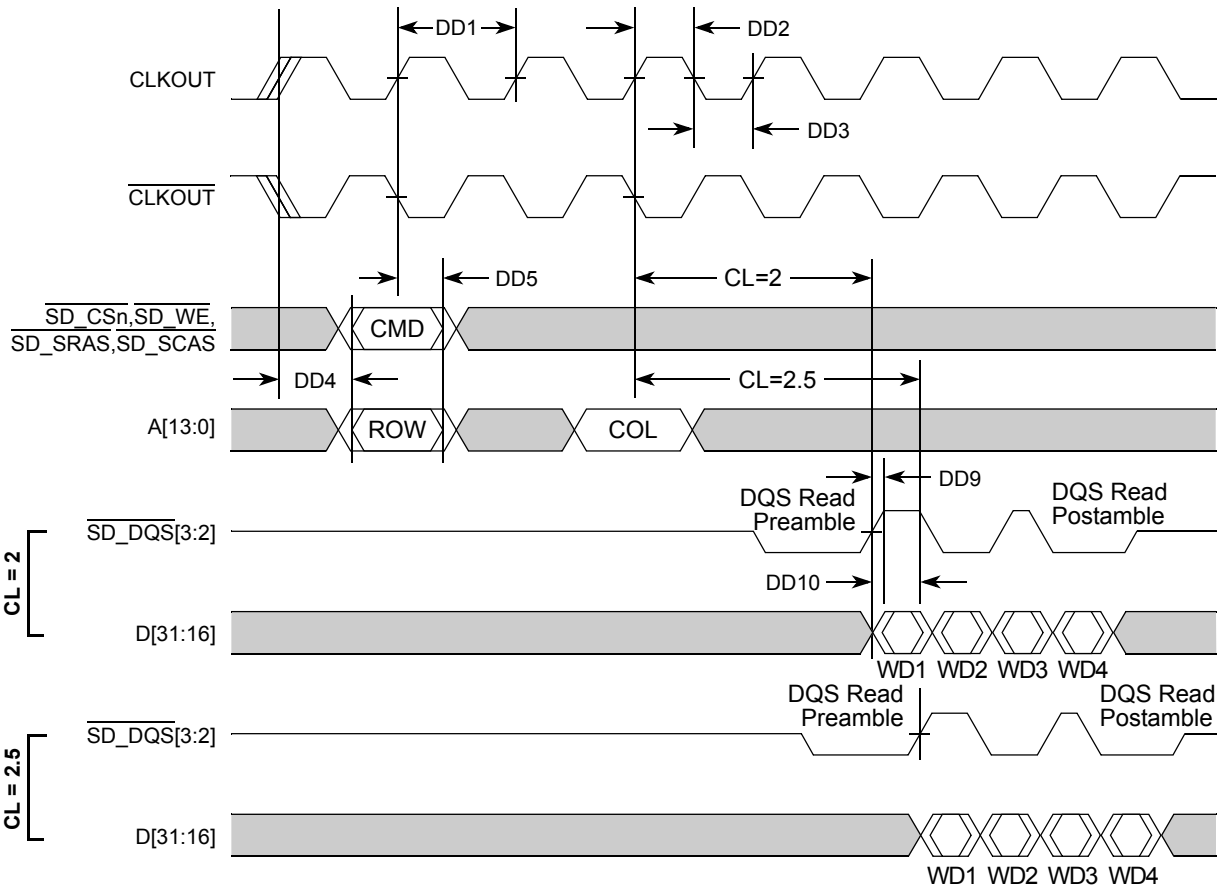 DD1
DD2
CLKOUT
DD3
CLKOUT
DD5
CL=2
SD_CSn,SD_WE,
SD_SRAS,SD_SCAS
CMD
DD4
CL=2.5
A[13:0]
ROW
COL
DD9
DQS Read
Preamble
DQS Read
Postamble
CL = 2
SD_DQS[3:2]
DD10
D[31:16]
WD1 WD2 WD3 WD4
DQS Read
Preamble
DQS Read
Postamble
CL = 2.5
SD_DQS[3:2]
D[31:16]
WD1 WD2 WD3 WD4